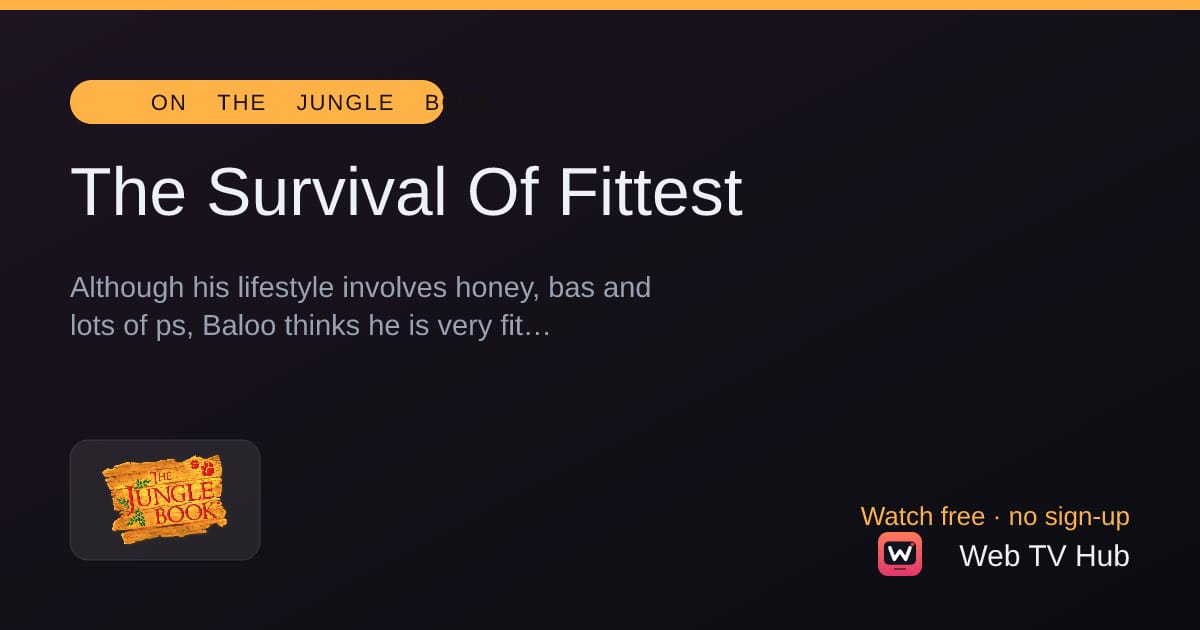 ON THE JUNGLE BOOK
The Survival Of Fittest
Although his lifestyle involves honey, bas and
lots of ps, Baloo thinks he is very fit…
THE
JUNGLE
BOOK
Watch free · no sign-up
W
Web TV Hub